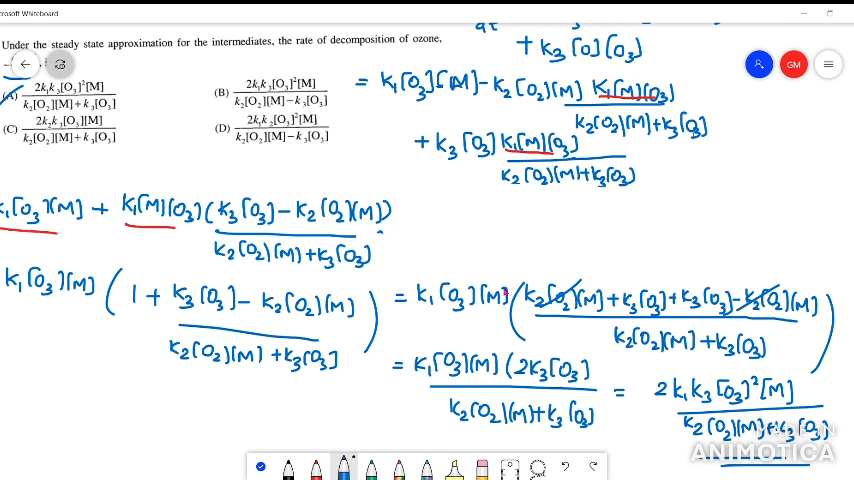 Microsoft Whiteboard
Under the steady state approximation for the intermediates, the rate of decomposition of ozone,
(A) 2k₁k₃[O₃]²[M] / k₂[O₂][M]+k₃[O₃]
(B) 2k₁k₃[O₃]²[M] / k₂[O₂][M]−k₃[O₃]
(C) 2k₂k₃[O₃][M] / k₂[O₂][M]+k₃[O₃]
(D) 2k₁k₃[O₃]²[M] / k₂[O₂][M]−k₃[O₃]
dt
+ k₃[O][O₃]
= k₁[O₃][M] − k₂[O₂][M] k₁[M][O₃] / k₂[O₂][M]+k₃[O₃]
+ k₃[O₃] k₁[M][O₃] / k₂[O₂][M]+k₃[O₃]
k₁[O₃][M] + k₁[M][O₃] (k₃[O₃] − k₂[O₂][M]) / k₂[O₂][M]+k₃[O₃]
k₁[O₃][M] (1 + k₃[O₃] − k₂[O₂][M] / k₂[O₂][M]+k₃[O₃])
= k₁[O₃][M] (k₂[O₂][M]+k₃[O₃]+k₃[O₃]−k₂[O₂][M] / k₂[O₂][M]+k₃[O₃])
= k₁[O₃][M] (2k₃[O₃]) / k₂[O₂][M]+k₃[O₃] = 2k₁k₃[O₃]²[M] / k₂[O₂][M]+k₃[O₃]
GM
ANIMOTICA